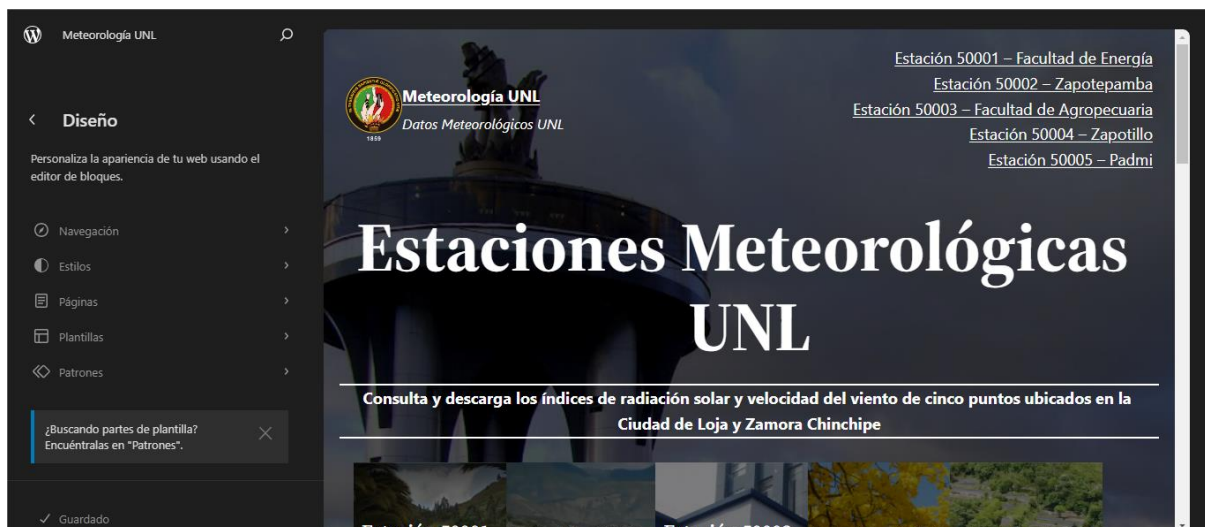 Meteorología UNL
Diseño
Personaliza la apariencia de tu web usando el
editor de bloques.
Navegación
Estilos
Páginas
Plantillas
Patrones
¿Buscando partes de plantilla?
Encuéntralas en "Patrones".
Guardado
1859
Meteorología UNL
Datos Meteorológicos UNL
Estación 50001 – Facultad de Energía
Estación 50002 – Zapotepamba
Estación 50003 – Facultad de Agropecuaria
Estación 50004 – Zapotillo
Estación 50005 – Padmi
Estaciones Meteorológicas
UNL
Consulta y descarga los índices de radiación solar y velocidad del viento de cinco puntos ubicados en la
Ciudad de Loja y Zamora Chinchipe